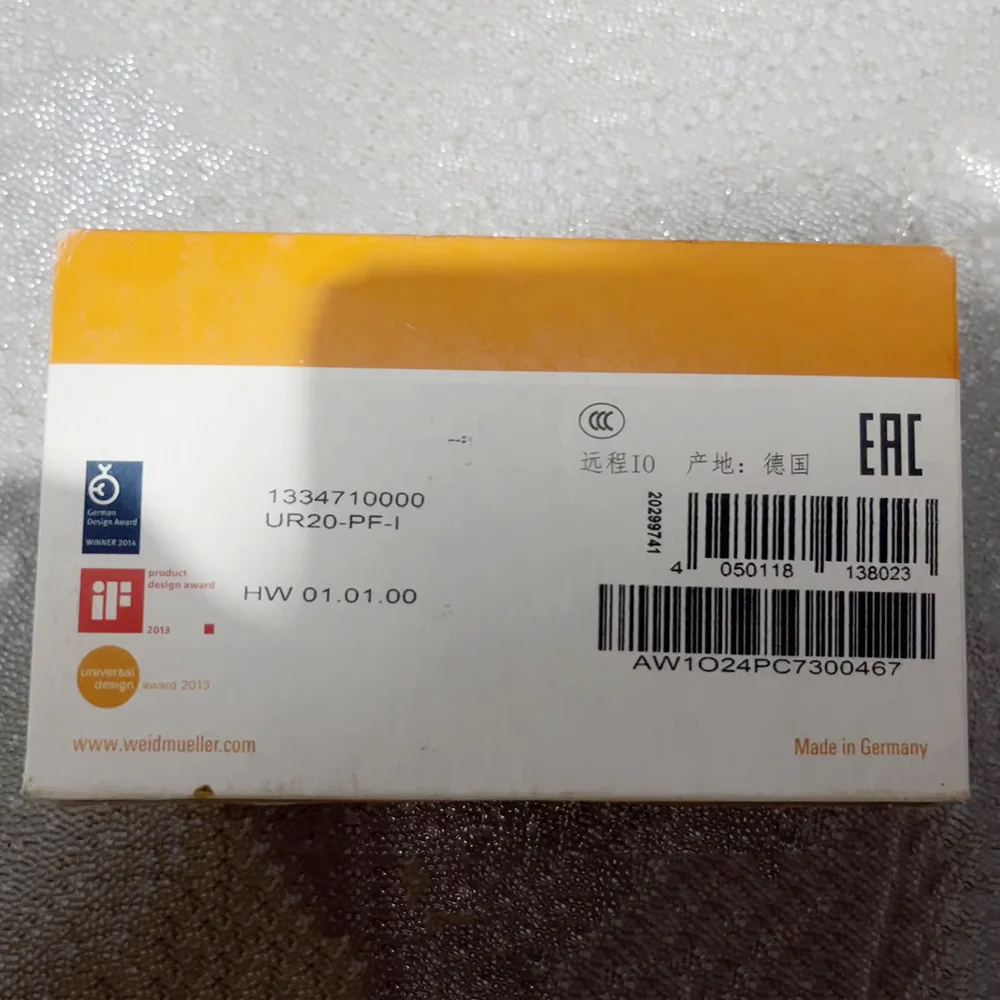 German
Design Award
WINNER 2016
iF
product
design award
2013
universal
design
award 2013
1334710000
UR20-PF-I
HW 01.01.00
CCC
EAC
远程IO 产地：德国
20299741
4 050118 138023
AW1O24PC7300467
www.weidmueller.com
Made in Germany